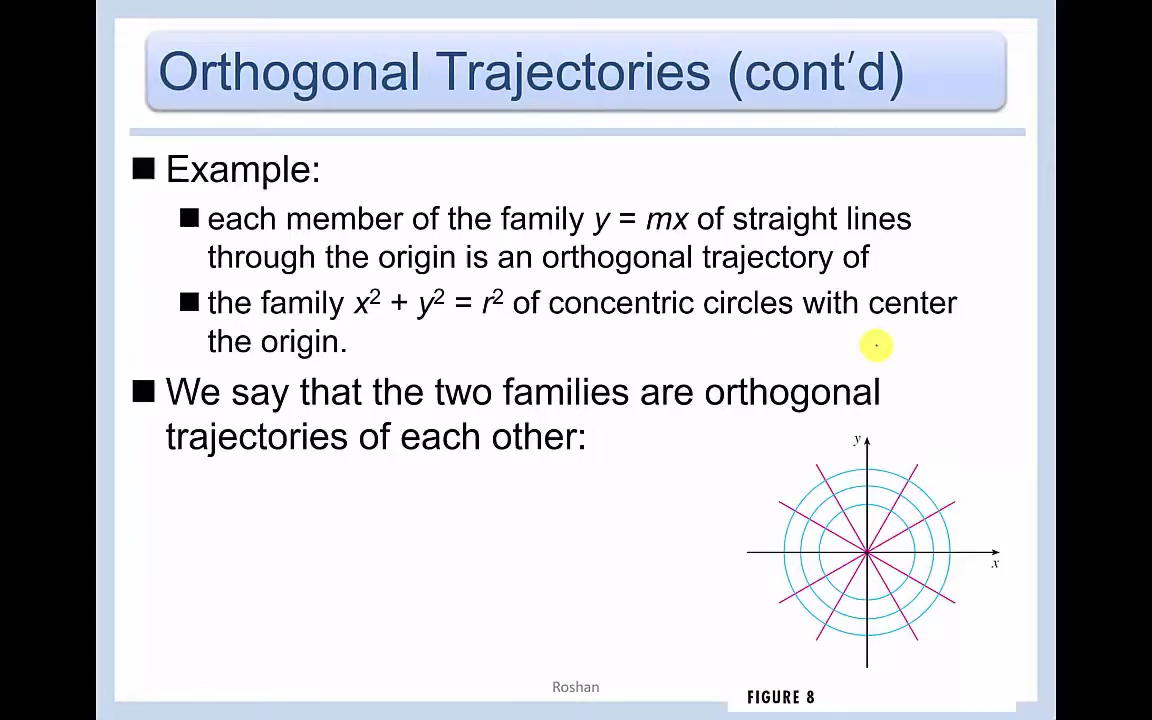 Orthogonal Trajectories (cont′d)
Example:
each member of the family y = mx of straight lines
through the origin is an orthogonal trajectory of
the family x² + y² = r² of concentric circles with center
the origin.
We say that the two families are orthogonal
trajectories of each other:
y
x
Roshan
FIGURE 8